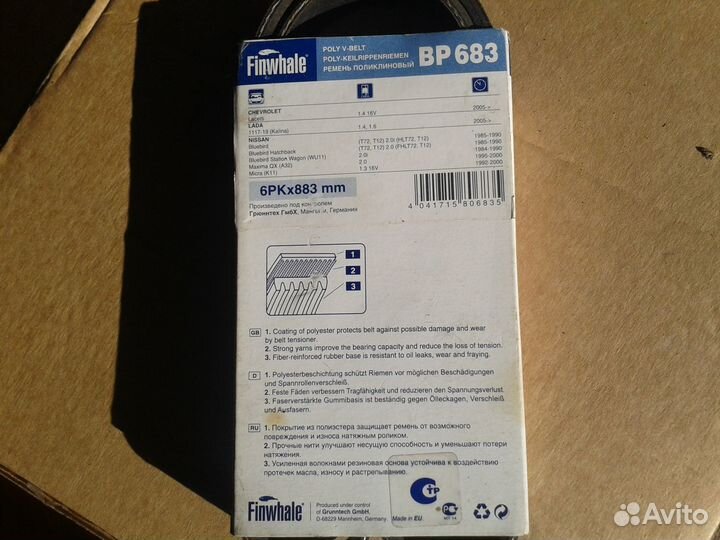 Finwhale
POLY V-BELT
POLY-KEILRIPPENRIEMEN
РЕМЕНЬ ПОЛИКЛИНОВЫЙ
BP 683
CHEVROLET
Lacetti 1.4 16V 2005->
LADA
1117-19 (Kalina) 1.4, 1.6 2005->
NISSAN
Bluebird (T72, T12) 2.0i (HLT72, T12) 1985-1990
Bluebird Hatchback (T72, T12) 2.0 (FHLT72, T12) 1985-1990
Bluebird Station Wagon (WU11) 2.0i 1984-1990
Maxima QX (A32) 2.0 1995-2000
Micra (K11) 1.3 16V 1992-2000
6PKx883 mm
Произведено под контролем
Грюннтех ГмбХ, Мангейм, Германия
4 041715 806835
1
2
3
GB 1. Coating of polyester protects belt against possible damage and wear
by belt tensioner.
2. Strong yarns improve the bearing capacity and reduce the loss of tension.
3. Fiber-reinforced rubber base is resistant to oil leaks, wear and fraying.
D 1. Polyesterbeschichtung schützt Riemen vor möglichen Beschädigungen
und Spannrollenverschleiß.
2. Feste Fäden verbessern Tragfähigkeit und reduzieren den Spannungsverlust.
3. Faserverstärkte Gummibasis ist beständig gegen Ölleckagen, Verschleiß
und Ausfasern.
RU 1. Покрытие из полиэстера защищает ремень от возможного
повреждения и износа натяжным роликом.
2. Прочные нити улучшают несущую способность и уменьшают потери
натяжения.
3. Усиленная волокнами резиновая основа устойчива к воздействию
протечек масла, износу и растрепыванию.
Finwhale
Produced under control
of Grunntech GmbH,
D-68229 Mannheim, Germany.
Made in EU
Avito